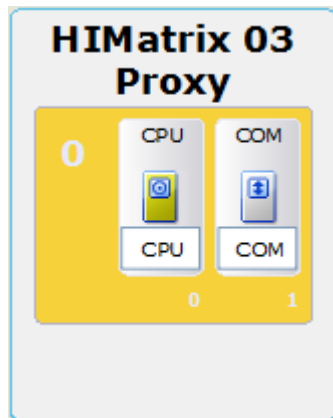 HIMatrix 03
Proxy
0
CPU COM
CPU COM
0 1